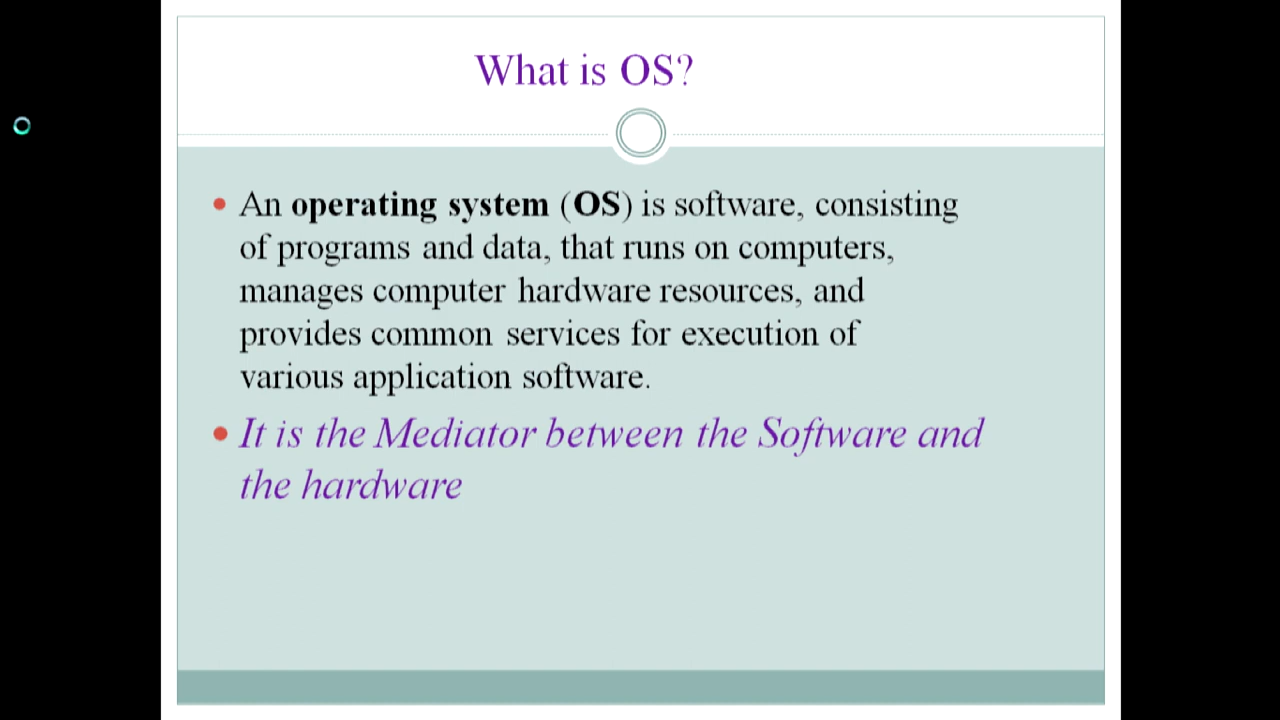 What is OS?
• An operating system (OS) is software, consisting
of programs and data, that runs on computers,
manages computer hardware resources, and
provides common services for execution of
various application software.
• It is the Mediator between the Software and
the hardware